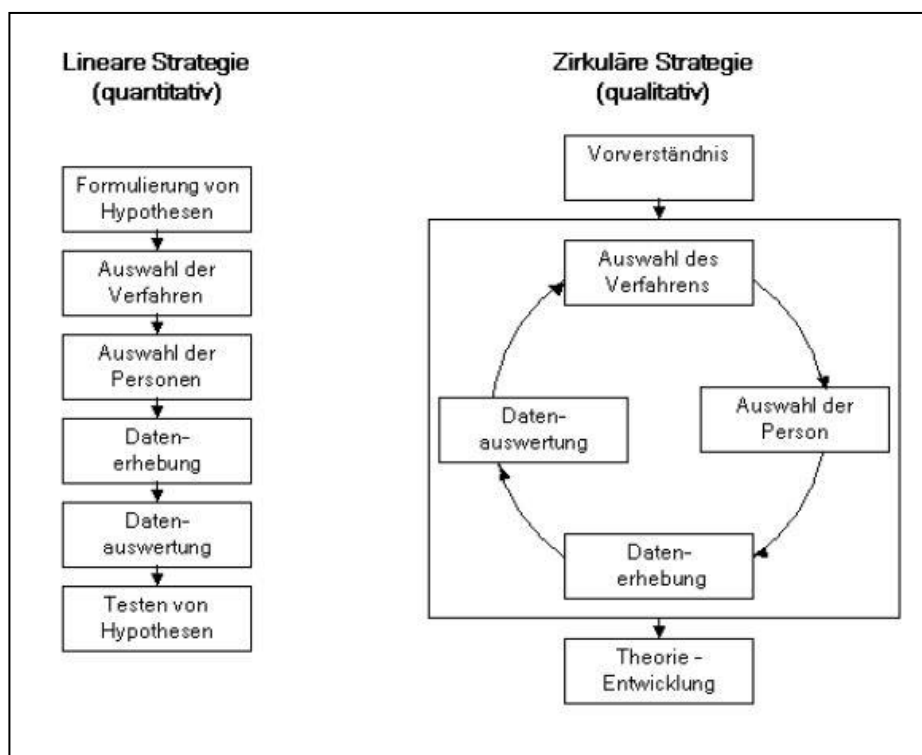 Lineare Strategie
(quantitativ)
Formulierung von
Hypothesen
Auswahl der
Verfahren
Auswahl der
Personen
Daten-
erhebung
Daten-
auswertung
Testen von
Hypothesen
Zirkuläre Strategie
(qualitativ)
Vorverständnis
Auswahl des
Verfahrens
Auswahl der
Person
Daten-
erhebung
Daten-
auswertung
Theorie -
Entwicklung